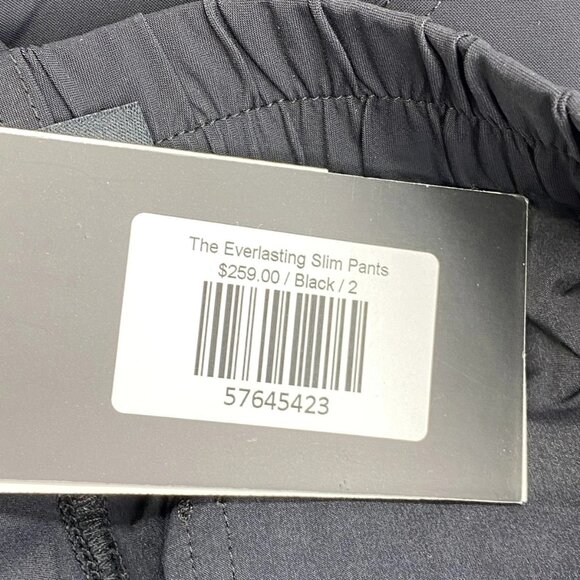 The Everlasting Slim Pants
$259.00 / Black / 2
57645423